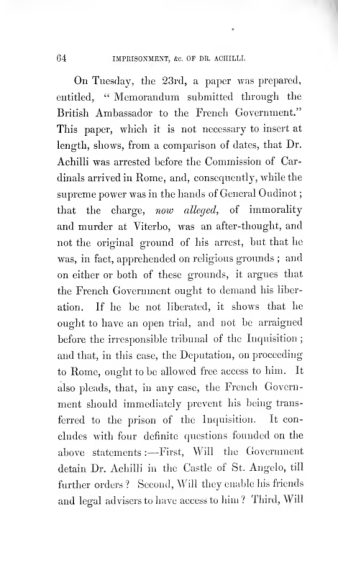 64 IMPRISONMENT, &c. OF DR. ACHILLI.
On Tuesday, the 23rd, a paper was prepared,
entitled, “ Memorandum submitted through the
British Ambassador to the French Government.”
This paper, which it is not necessary to insert at
length, shows, from a comparison of dates, that Dr.
Achilli was arrested before the Commission of Car-
dinals arrived in Rome, and, consequently, while the
supreme power was in the hands of General Oudinot ;
that the charge, now alleged, of immorality
and murder at Viterbo, was an after-thought, and
not the original ground of his arrest, but that he
was, in fact, apprehended on religious grounds ; and
on either or both of these grounds, it argues that
the French Government ought to demand his liber-
ation. If he be not liberated, it shows that he
ought to have an open trial, and not be arraigned
before the irresponsible tribunal of the Inquisition ;
and that, in this case, the Deputation, on proceeding
to Rome, ought to be allowed free access to him. It
also pleads, that, in any case, the French Govern-
ment should immediately prevent his being trans-
ferred to the prison of the Inquisition. It con-
cludes with four definite questions founded on the
above statements :—First, Will the Government
detain Dr. Achilli in the Castle of St. Angelo, till
further orders ? Second, Will they enable his friends
and legal advisers to have access to him ? Third, Will